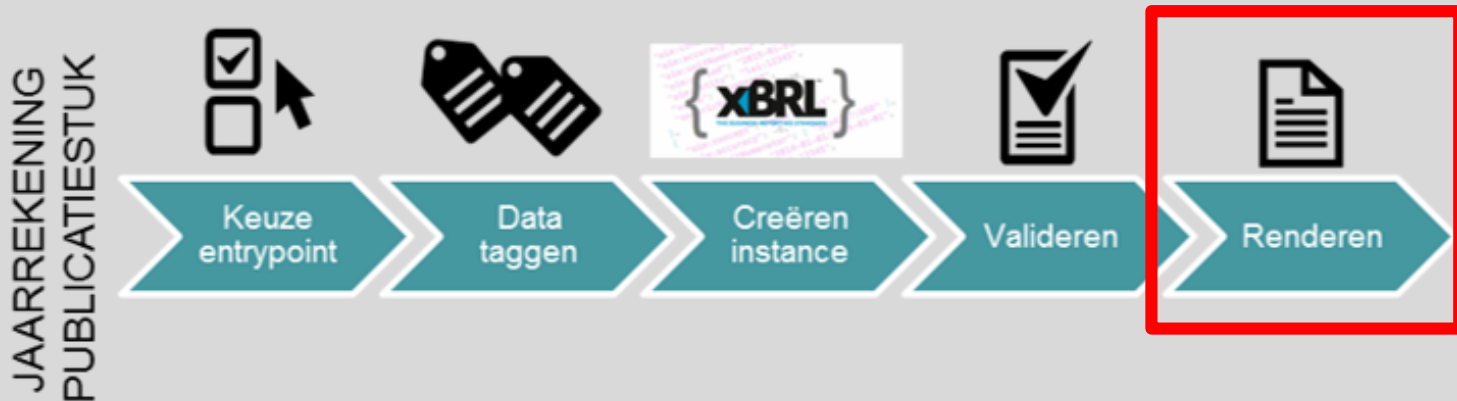 JAARREKENING
PUBLICATIESTUK
{ XBRL }
Keuze
entrypoint
Data
taggen
Creëren
instance
Valideren
Renderen